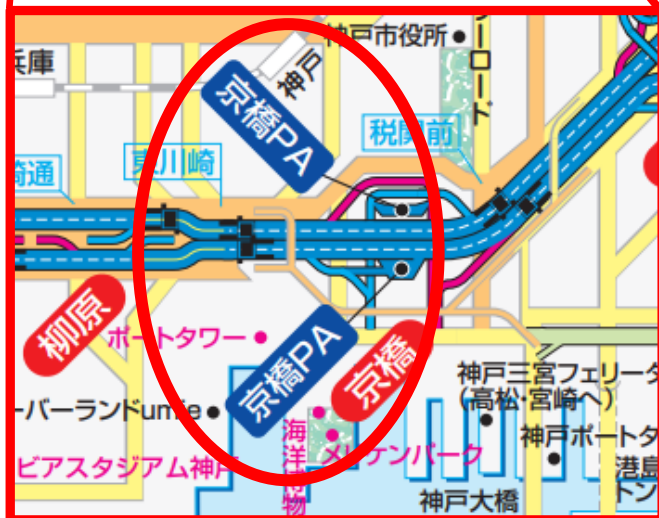 神戸市役所
兵庫
神戸
京橋PA
税関前
東川崎
崎通
柳原
ポートタワー
京橋PA
京橋
神戸三宮フェリータ
(高松・宮崎へ)
ーバーランドumie
海洋博物
メリケンパーク
神戸ポートタ
ビアスタジアム神戸
港島
トン
神戸大橋
ーロード